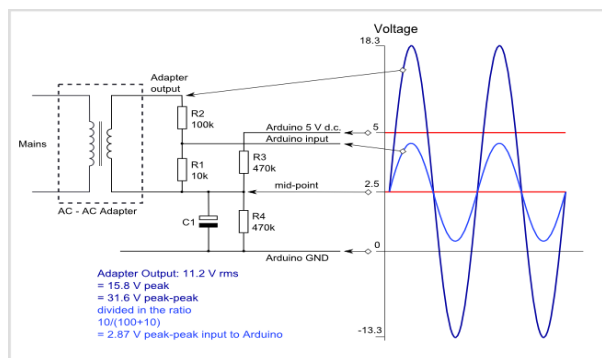 Voltage
18.3
Adapter
output
R2
100k
Arduino 5 V d.c.
5
Arduino input
Mains
R1
10k
R3
470k
mid-point
2.5
AC - AC Adapter
C1
R4
470k
Arduino GND
0
Adapter Output: 11.2 V rms
= 15.8 V peak
= 31.6 V peak-peak
divided in the ratio
10/(100+10)
= 2.87 V peak-peak input to Arduino
-13.3